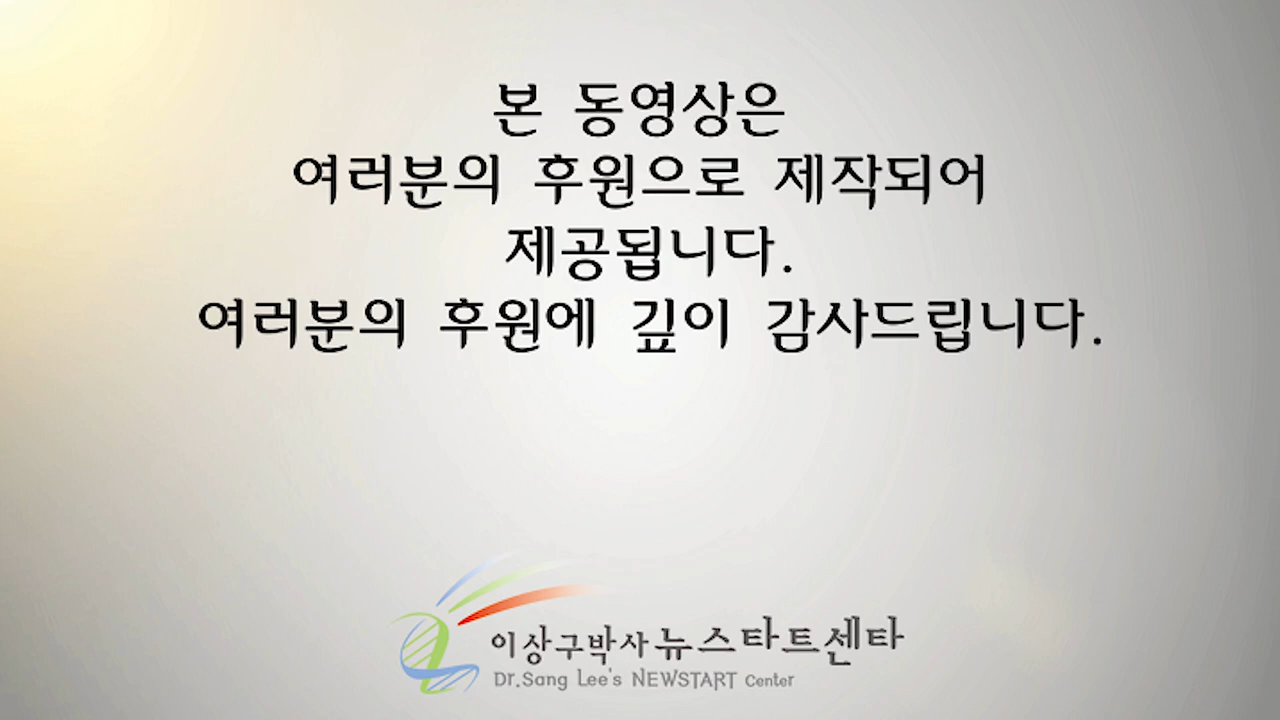 본 동영상은
여러분의 후원으로 제작되어
제공됩니다.
여러분의 후원에 깊이 감사드립니다.
이상구박사 뉴스타트센타
Dr.Sang Lee's NEWSTART Center